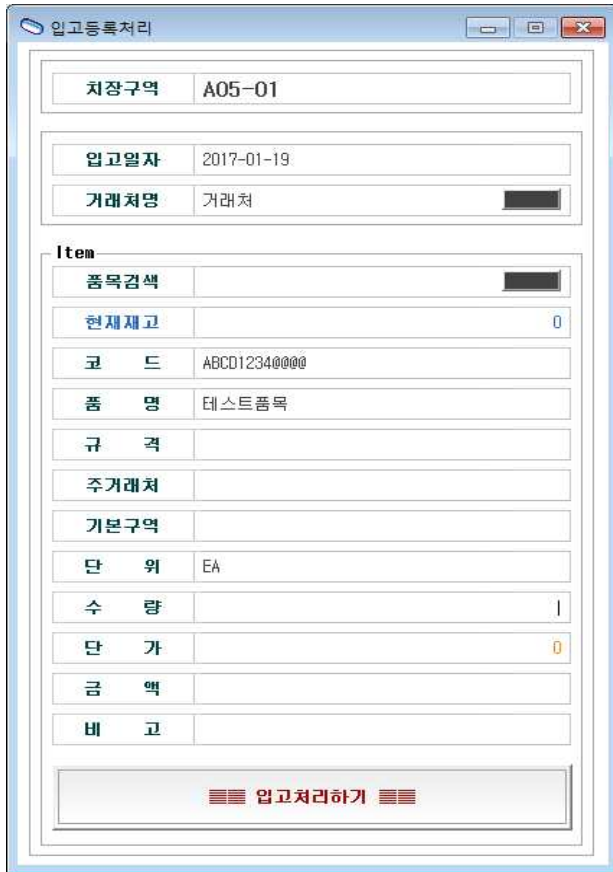 입고등록처리
치장구역 A05-01
입고일자 2017-01-19
거래처명 거래처
Item
품목검색
현재재고 0
코 드 ABCD1234@@@@
품 명 테스트품목
규 격
주거래처
기본구역
단 위 EA
수 량
단 가 0
금 액
비 고
입고처리하기